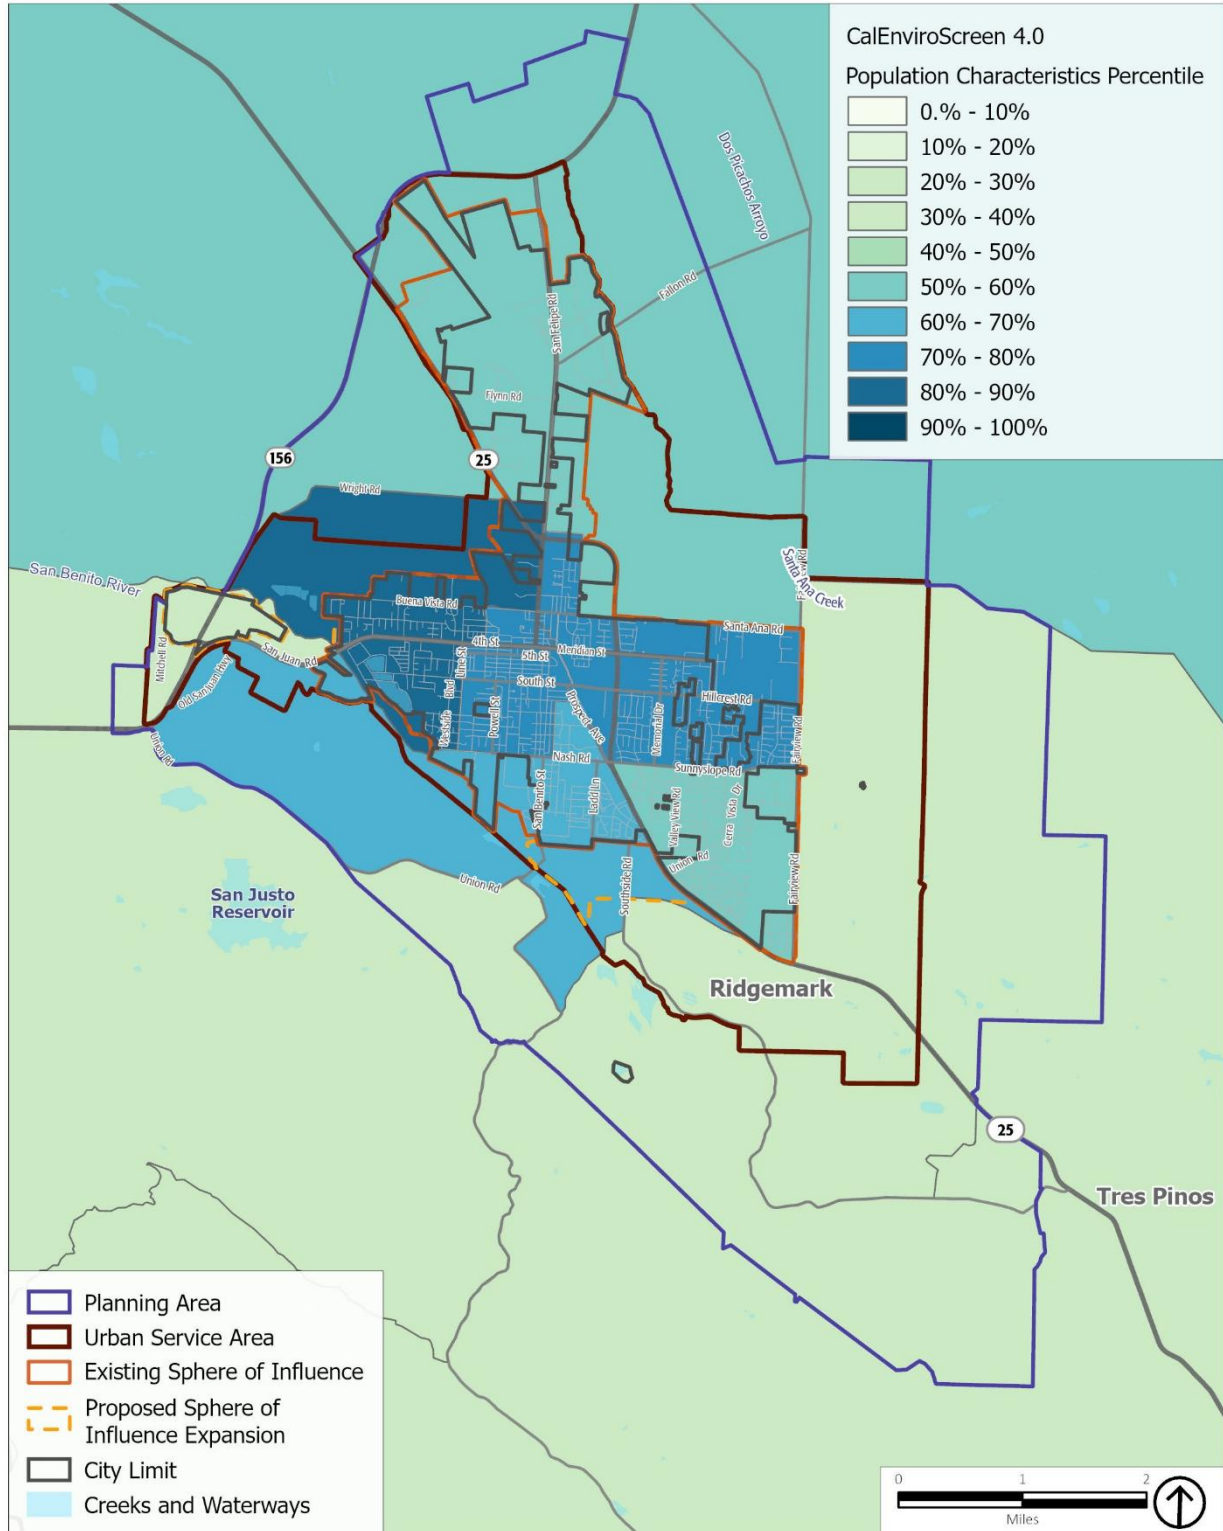 CalEnviroScreen 4.0
Population Characteristics Percentile
0.% - 10%
10% - 20%
20% - 30%
30% - 40%
40% - 50%
50% - 60%
60% - 70%
70% - 80%
80% - 90%
90% - 100%
Dos Picachos Arroyo
Fallon Rd
San Felipe Rd
Flynn Rd
156
25
Wright Rd
San Benito River
Santa Ana Creek
Buena Vista Rd
Santa Ana Rd
4th St
Meridian St
5th St
Line St
San Juan Rd
Mitchell Rd
Old San Juan Hwy
South St
Hillcrest Rd
Westside Blvd
Powell St
Prospect Ave
Memorial Dr
Fairview Rd
Union Rd
Nash Rd
Sunnyslope Rd
San Benito St
Ladd Ln
Valley View Rd
Cerra Vista Dr
Union Rd
Fairview Rd
Union Rd
Southside Rd
San Justo
Reservoir
Ridgemark
25
Tres Pinos
Planning Area
Urban Service Area
Existing Sphere of Influence
Proposed Sphere of
Influence Expansion
City Limit
Creeks and Waterways
0 1 2
Miles